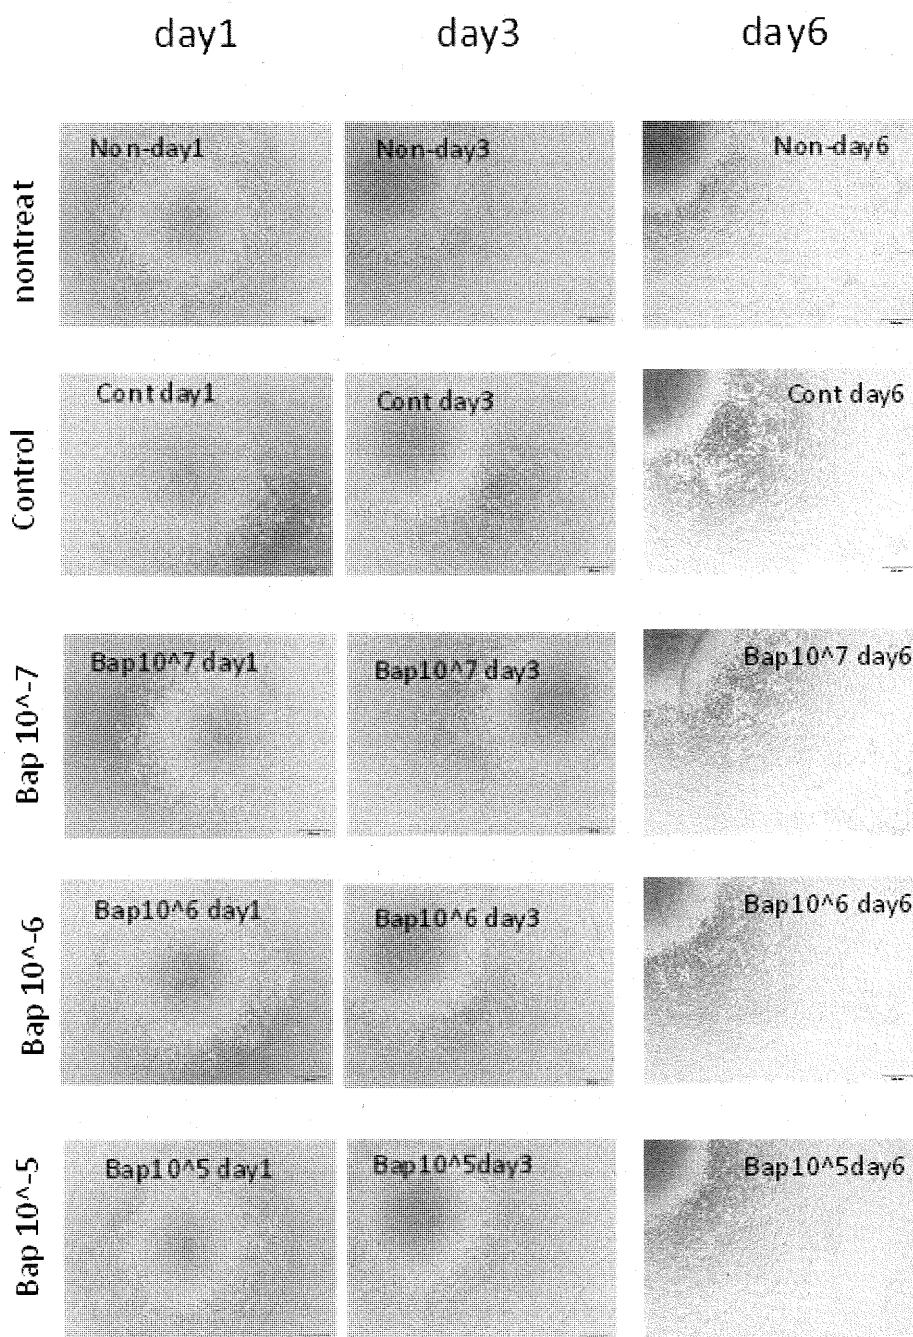 day1 day3 day6
nontreat
Non-day1 Non-day3 Non-day6
Control
Cont day1 Cont day3 Cont day6
Bap 10^-7
Bap10^7 day1 Bap10^7 day3 Bap10^7 day6
Bap 10^-6
Bap10^6 day1 Bap10^6 day3 Bap10^6 day6
Bap 10^-5
Bap10^5 day1 Bap10^5day3 Bap10^5day6